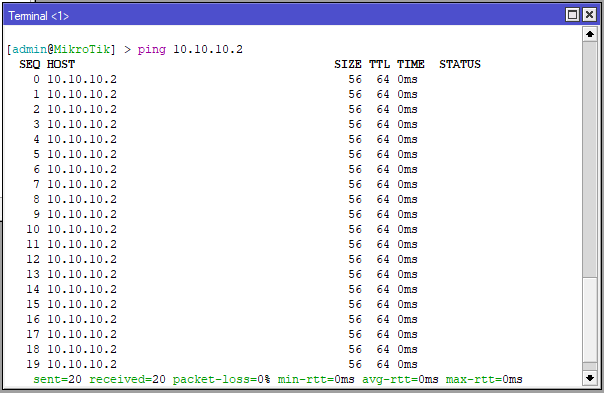 Terminal <1>
[admin@MikroTik] > ping 10.10.10.2
SEQ HOST SIZE TTL TIME STATUS
0 10.10.10.2 56 64 0ms
1 10.10.10.2 56 64 0ms
2 10.10.10.2 56 64 0ms
3 10.10.10.2 56 64 0ms
4 10.10.10.2 56 64 0ms
5 10.10.10.2 56 64 0ms
6 10.10.10.2 56 64 0ms
7 10.10.10.2 56 64 0ms
8 10.10.10.2 56 64 0ms
9 10.10.10.2 56 64 0ms
10 10.10.10.2 56 64 0ms
11 10.10.10.2 56 64 0ms
12 10.10.10.2 56 64 0ms
13 10.10.10.2 56 64 0ms
14 10.10.10.2 56 64 0ms
15 10.10.10.2 56 64 0ms
16 10.10.10.2 56 64 0ms
17 10.10.10.2 56 64 0ms
18 10.10.10.2 56 64 0ms
19 10.10.10.2 56 64 0ms
sent=20 received=20 packet-loss=0% min-rtt=0ms avg-rtt=0ms max-rtt=0ms